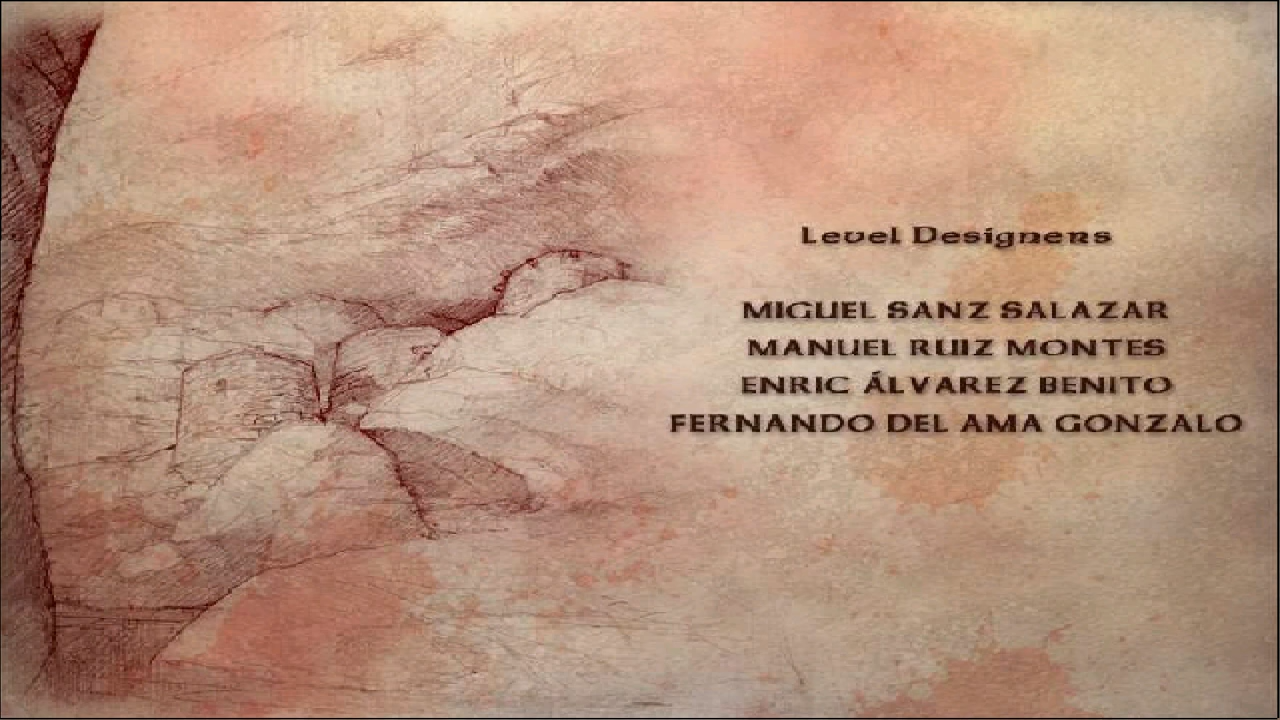 Level Designers
MIGUEL SANZ SALAZAR
MANUEL RUIZ MONTES
ENRIC ÁLVAREZ BENITO
FERNANDO DEL AMA GONZALO